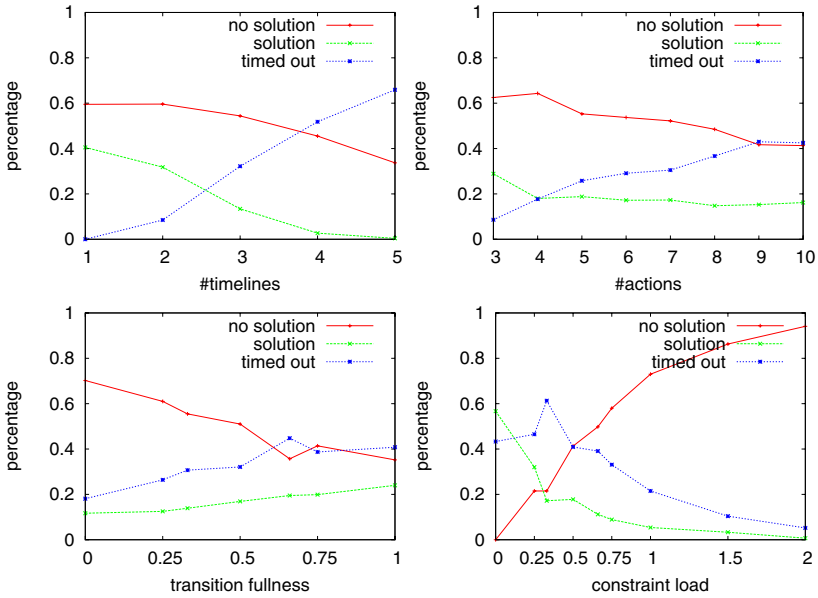 1
0.8
0.6
0.4
0.2
0
percentage
no solution
solution
timed out
1 2 3 4 5
#timelines
1
0.8
0.6
0.4
0.2
0
percentage
no solution
solution
timed out
3 4 5 6 7 8 9 10
#actions
1
0.8
0.6
0.4
0.2
0
percentage
no solution
solution
timed out
0 0.25 0.5 0.75 1
transition fullness
1
0.8
0.6
0.4
0.2
0
percentage
no solution
solution
timed out
0 0.25 0.5 0.75 1 1.5 2
constraint load